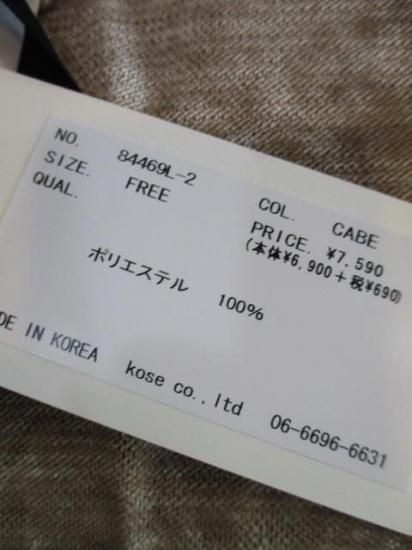 NO. 84469L-2 COL. CABE
SIZE. FREE PRICE. ¥7,590
QUAL. (本体¥6,900+税¥690)
ポリエステル 100%
DE IN KOREA kose co.,ltd 06-6696-6631